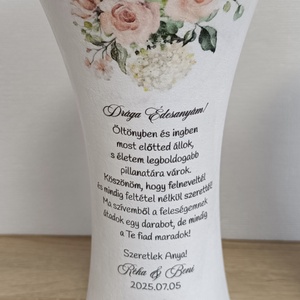 Drága Édesanyám!
Öltönyben és ingben
most előtted állok,
s életem legboldogabb
pillanatára várok.
Köszönöm, hogy felneveltél
és mindig feltétel nélkül szerettél!
Ma szívemből a feleségemnek
átadok egy darabot, de mindig
a Te fiad maradok!
Szeretlek Anya!
Réka & Bence
2025.07.05